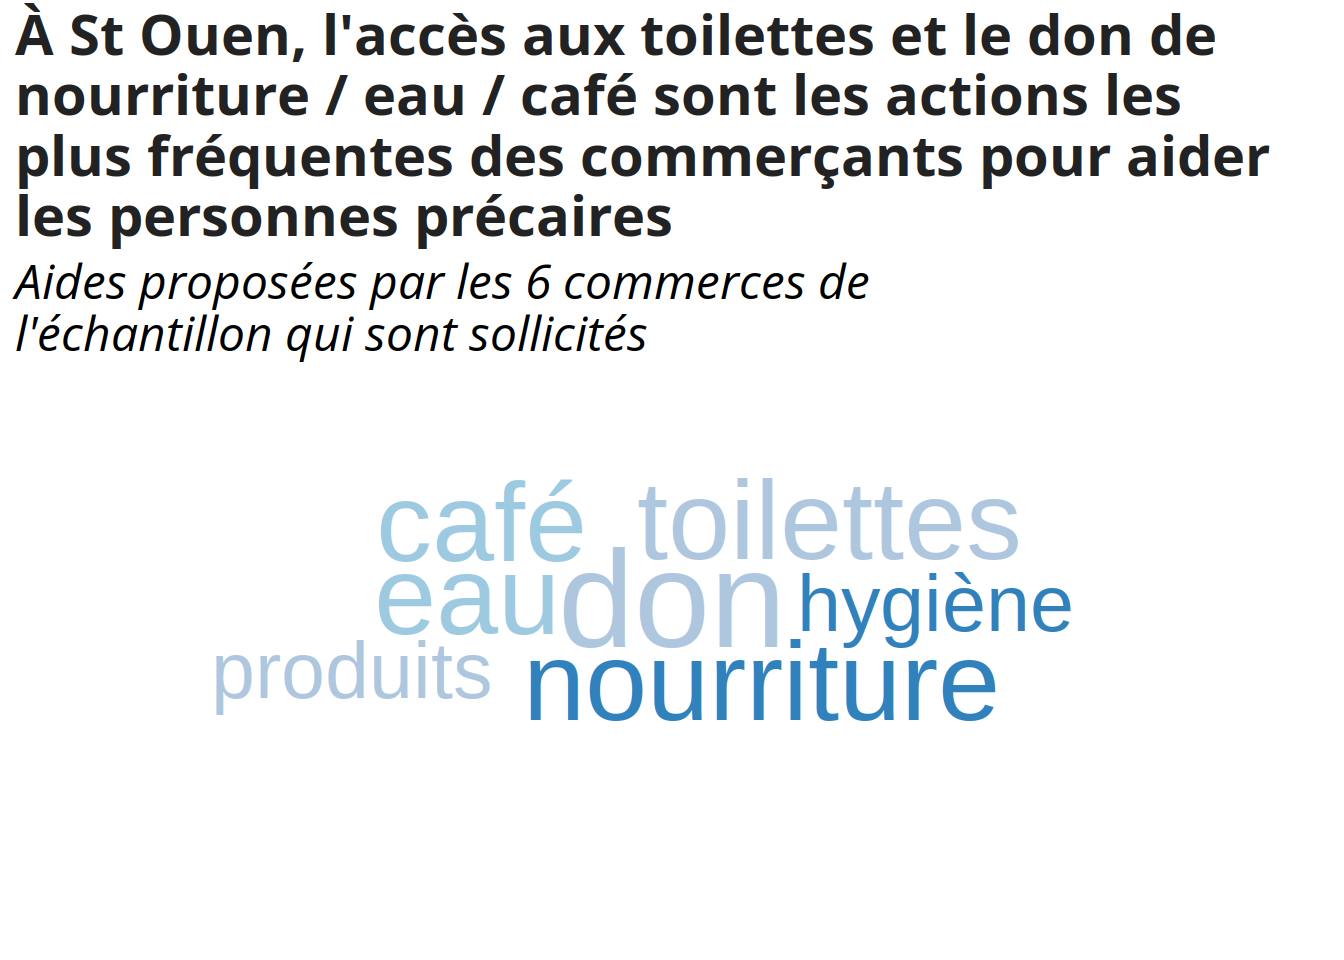 À St Ouen, l'accès aux toilettes et le don de
nourriture / eau / café sont les actions les
plus fréquentes des commerçants pour aider
les personnes précaires
Aides proposées par les 6 commerces de
l'échantillon qui sont sollicités
café toilettes
eau don hygiène
produits nourriture